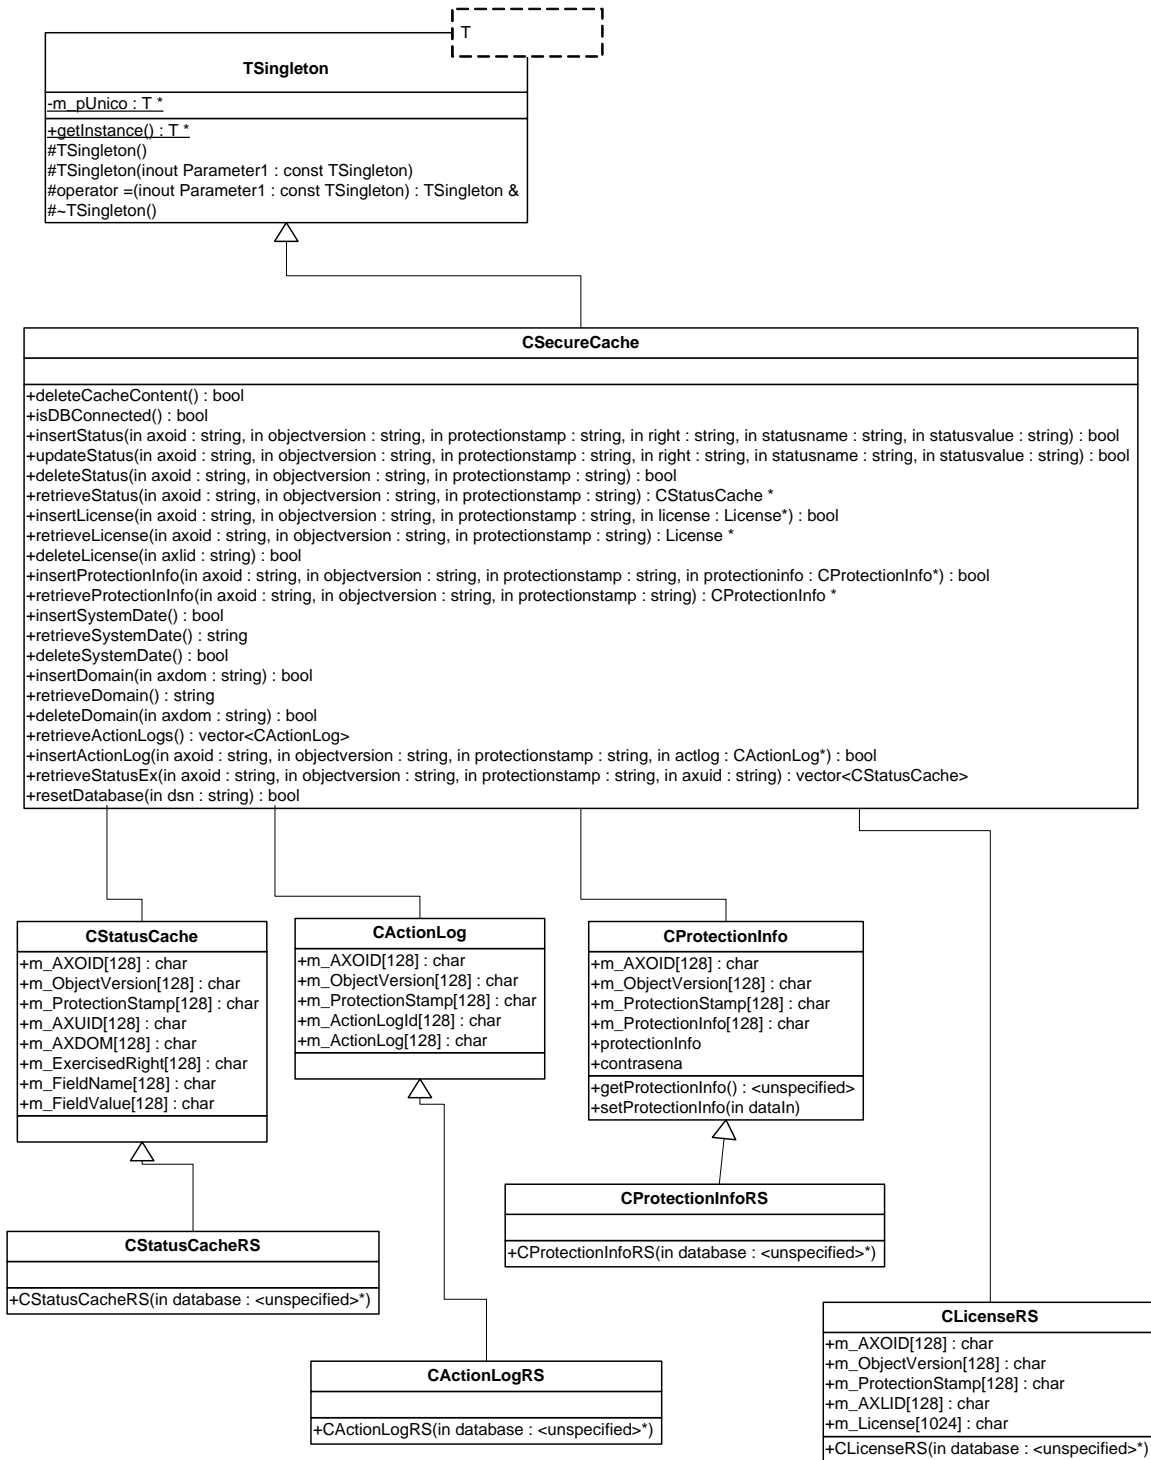 T
TSingleton
-m_pUnico : T *
+getInstance() : T *
#TSingleton()
#TSingleton(inout Parameter1 : const TSingleton)
#operator =(inout Parameter1 : const TSingleton) : TSingleton &
#~TSingleton()
CSecureCache
+deleteCacheContent() : bool
+isDBConnected() : bool
+insertStatus(in axoid : string, in objectversion : string, in protectionstamp : string, in right : string, in statusname : string, in statusvalue : string) : bool
+updateStatus(in axoid : string, in objectversion : string, in protectionstamp : string, in right : string, in statusname : string, in statusvalue : string) : bool
+deleteStatus(in axoid : string, in objectversion : string, in protectionstamp : string) : bool
+retrieveStatus(in axoid : string, in objectversion : string, in protectionstamp : string) : CStatusCache *
+insertLicense(in axoid : string, in objectversion : string, in protectionstamp : string, in license : License*) : bool
+retrieveLicense(in axoid : string, in objectversion : string, in protectionstamp : string) : License *
+deleteLicense(in axlid : string) : bool
+insertProtectionInfo(in axoid : string, in objectversion : string, in protectionstamp : string, in protectioninfo : CProtectionInfo*) : bool
+retrieveProtectionInfo(in axoid : string, in objectversion : string, in protectionstamp : string) : CProtectionInfo *
+insertSystemDate() : bool
+retrieveSystemDate() : string
+deleteSystemDate() : bool
+insertDomain(in axdom : string) : bool
+retrieveDomain() : string
+deleteDomain(in axdom : string) : bool
+retrieveActionLogs() : vector<CActionLog>
+insertActionLog(in axoid : string, in objectversion : string, in protectionstamp : string, in actlog : CActionLog*) : bool
+retrieveStatusEx(in axoid : string, in objectversion : string, in protectionstamp : string, in axuid : string) : vector<CStatusCache>
+resetDatabase(in dsn : string) : bool
CStatusCache
+m_AXOID[128] : char
+m_ObjectVersion[128] : char
+m_ProtectionStamp[128] : char
+m_AXUID[128] : char
+m_AXDOM[128] : char
+m_ExercisedRight[128] : char
+m_FieldName[128] : char
+m_FieldValue[128] : char
CActionLog
+m_AXOID[128] : char
+m_ObjectVersion[128] : char
+m_ProtectionStamp[128] : char
+m_ActionLogId[128] : char
+m_ActionLog[128] : char
CProtectionInfo
+m_AXOID[128] : char
+m_ObjectVersion[128] : char
+m_ProtectionStamp[128] : char
+m_ProtectionInfo[128] : char
+protectionInfo
+contrasena
+getProtectionInfo() : <unspecified>
+setProtectionInfo(in dataIn)
CProtectionInfoRS
+CProtectionInfoRS(in database : <unspecified>*)
CStatusCacheRS
+CStatusCacheRS(in database : <unspecified>*)
CActionLogRS
+CActionLogRS(in database : <unspecified>*)
CLicenseRS
+m_AXOID[128] : char
+m_ObjectVersion[128] : char
+m_ProtectionStamp[128] : char
+m_AXLID[128] : char
+m_License[1024] : char
+CLicenseRS(in database : <unspecified>*)